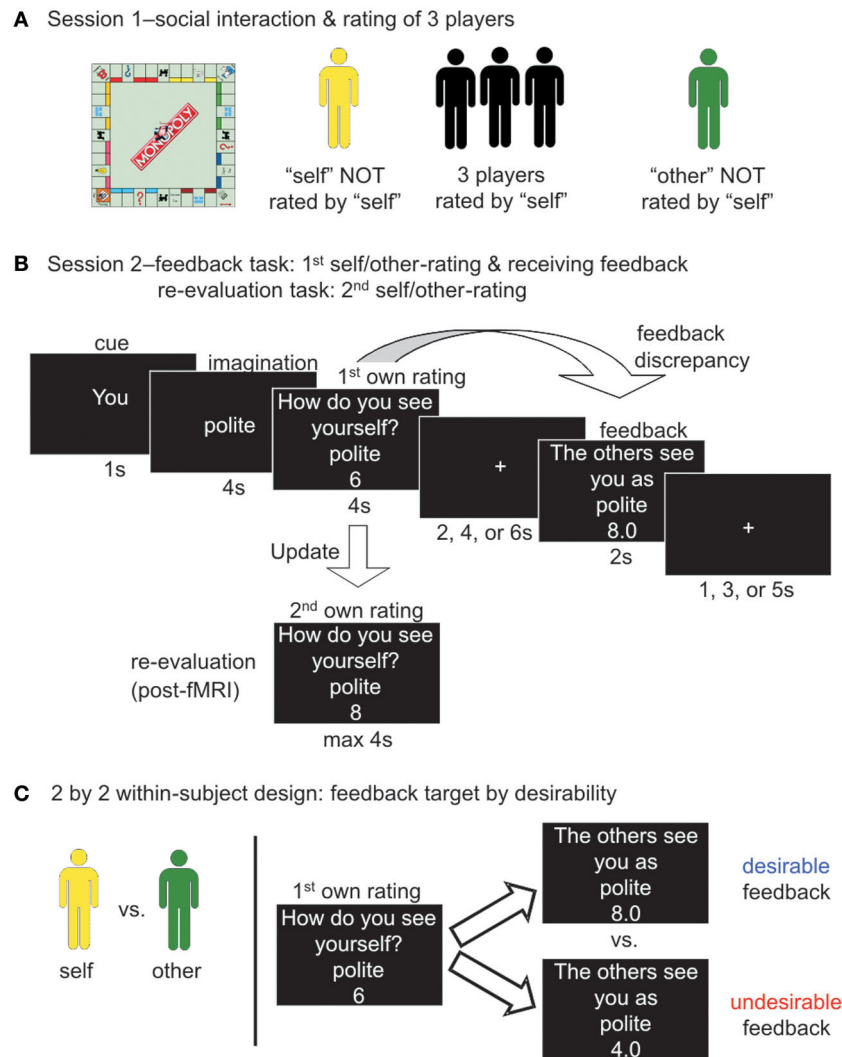 A Session 1–social interaction & rating of 3 players
MONOPOLY
"self" NOT
rated by "self"
3 players
rated by "self"
"other" NOT
rated by "self"
B Session 2–feedback task: 1st self/other-rating & receiving feedback
re-evaluation task: 2nd self/other-rating
cue
You
1s
imagination
polite
4s
1st own rating
How do you see
yourself?
polite
6
4s
+
2, 4, or 6s
feedback
discrepancy
feedback
The others see
you as
polite
8.0
2s
+
1, 3, or 5s
Update
re-evaluation
(post-fMRI)
2nd own rating
How do you see
yourself?
polite
8
max 4s
C 2 by 2 within-subject design: feedback target by desirability
self
vs.
other
1st own rating
How do you see
yourself?
polite
6
The others see
you as
polite
8.0
desirable
feedback
vs.
The others see
you as
polite
4.0
undesirable
feedback